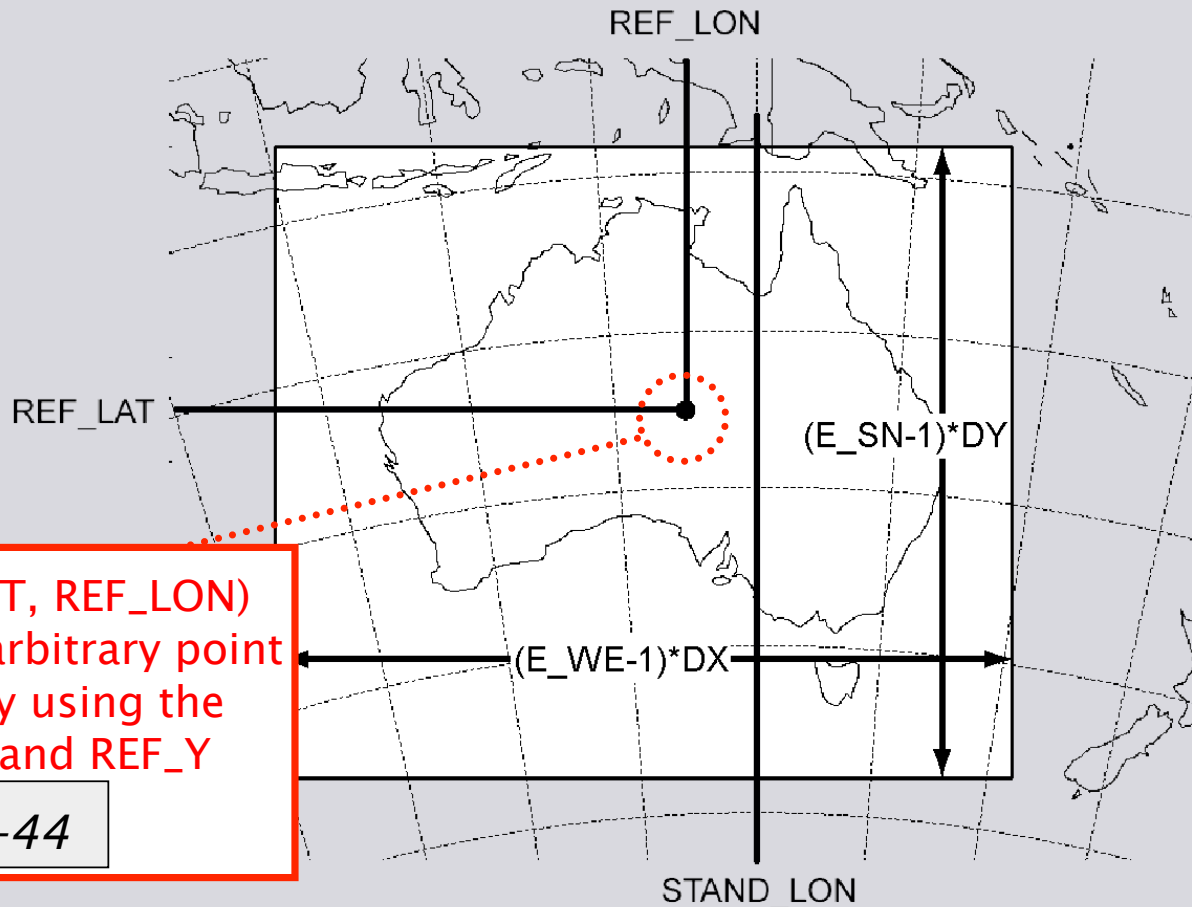 REF_LON
REF_LAT
(E_SN-1)*DY
T, REF_LON)
arbitrary point
y using the
and REF_Y
-44
(E_WE-1)*DX
STAND_LON